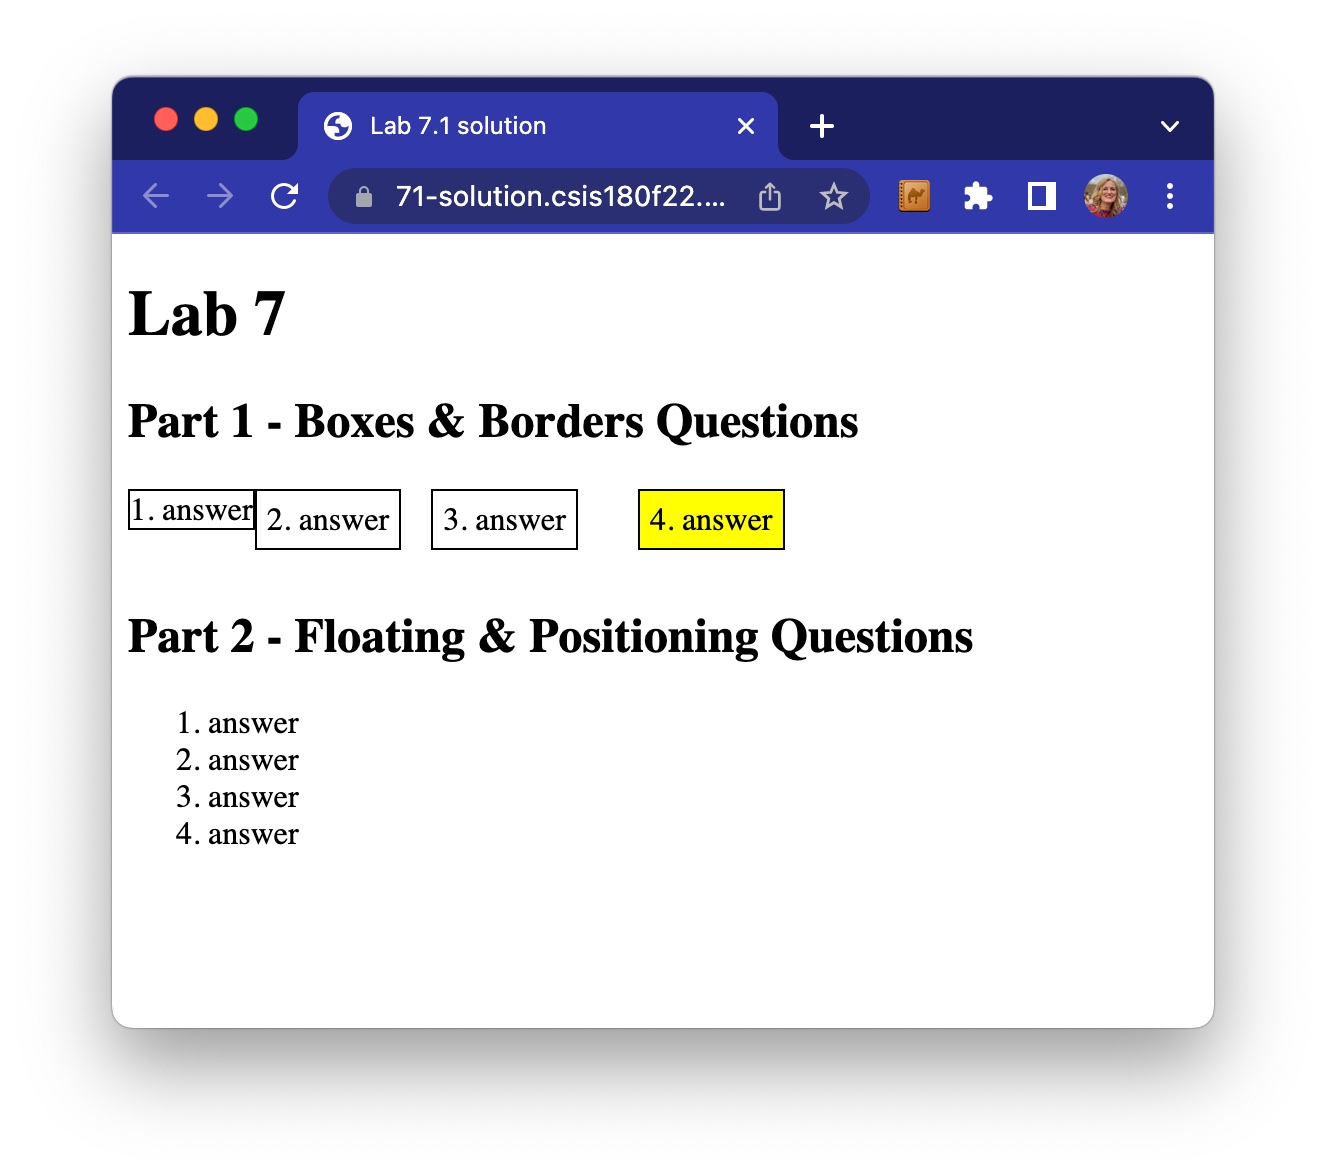 Lab 7.1 solution
71-solution.csis180f22....
Lab 7
Part 1 - Boxes & Borders Questions
1. answer 2. answer 3. answer 4. answer
Part 2 - Floating & Positioning Questions
1. answer
2. answer
3. answer
4. answer